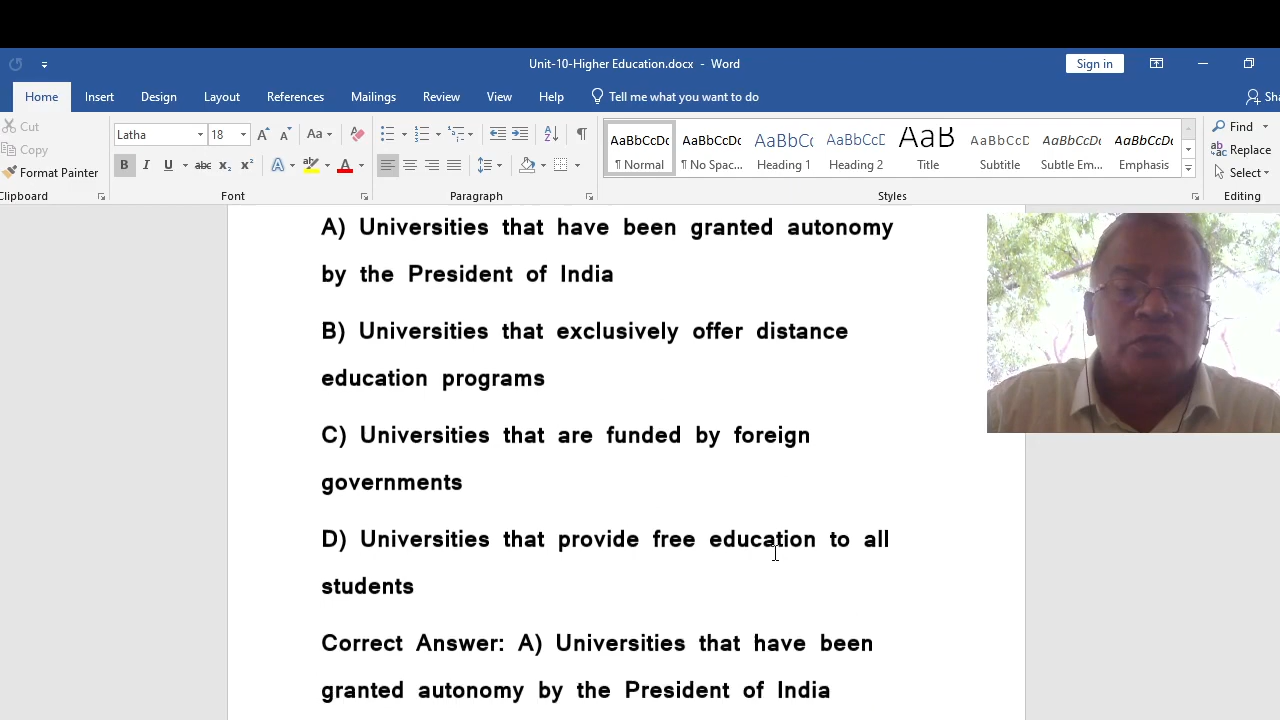 Unit-10-Higher Education.docx - Word
Sign in
Home Insert Design Layout References Mailings Review View Help Tell me what you want to do
Cut
Copy
Format Painter
Clipboard
Latha 18
Font
Paragraph
AaBbCcDc AaBbCcDc AaBbC AaBbCcC AaB AaBbCcD AaBbCcDc AaBbCcDc
¶ Normal ¶ No Spac... Heading 1 Heading 2 Title Subtitle Subtle Em... Emphasis
Styles
Find
Replace
Select
Editing
A) Universities that have been granted autonomy
by the President of India
B) Universities that exclusively offer distance
education programs
C) Universities that are funded by foreign
governments
D) Universities that provide free education to all
students
Correct Answer: A) Universities that have been
granted autonomy by the President of India